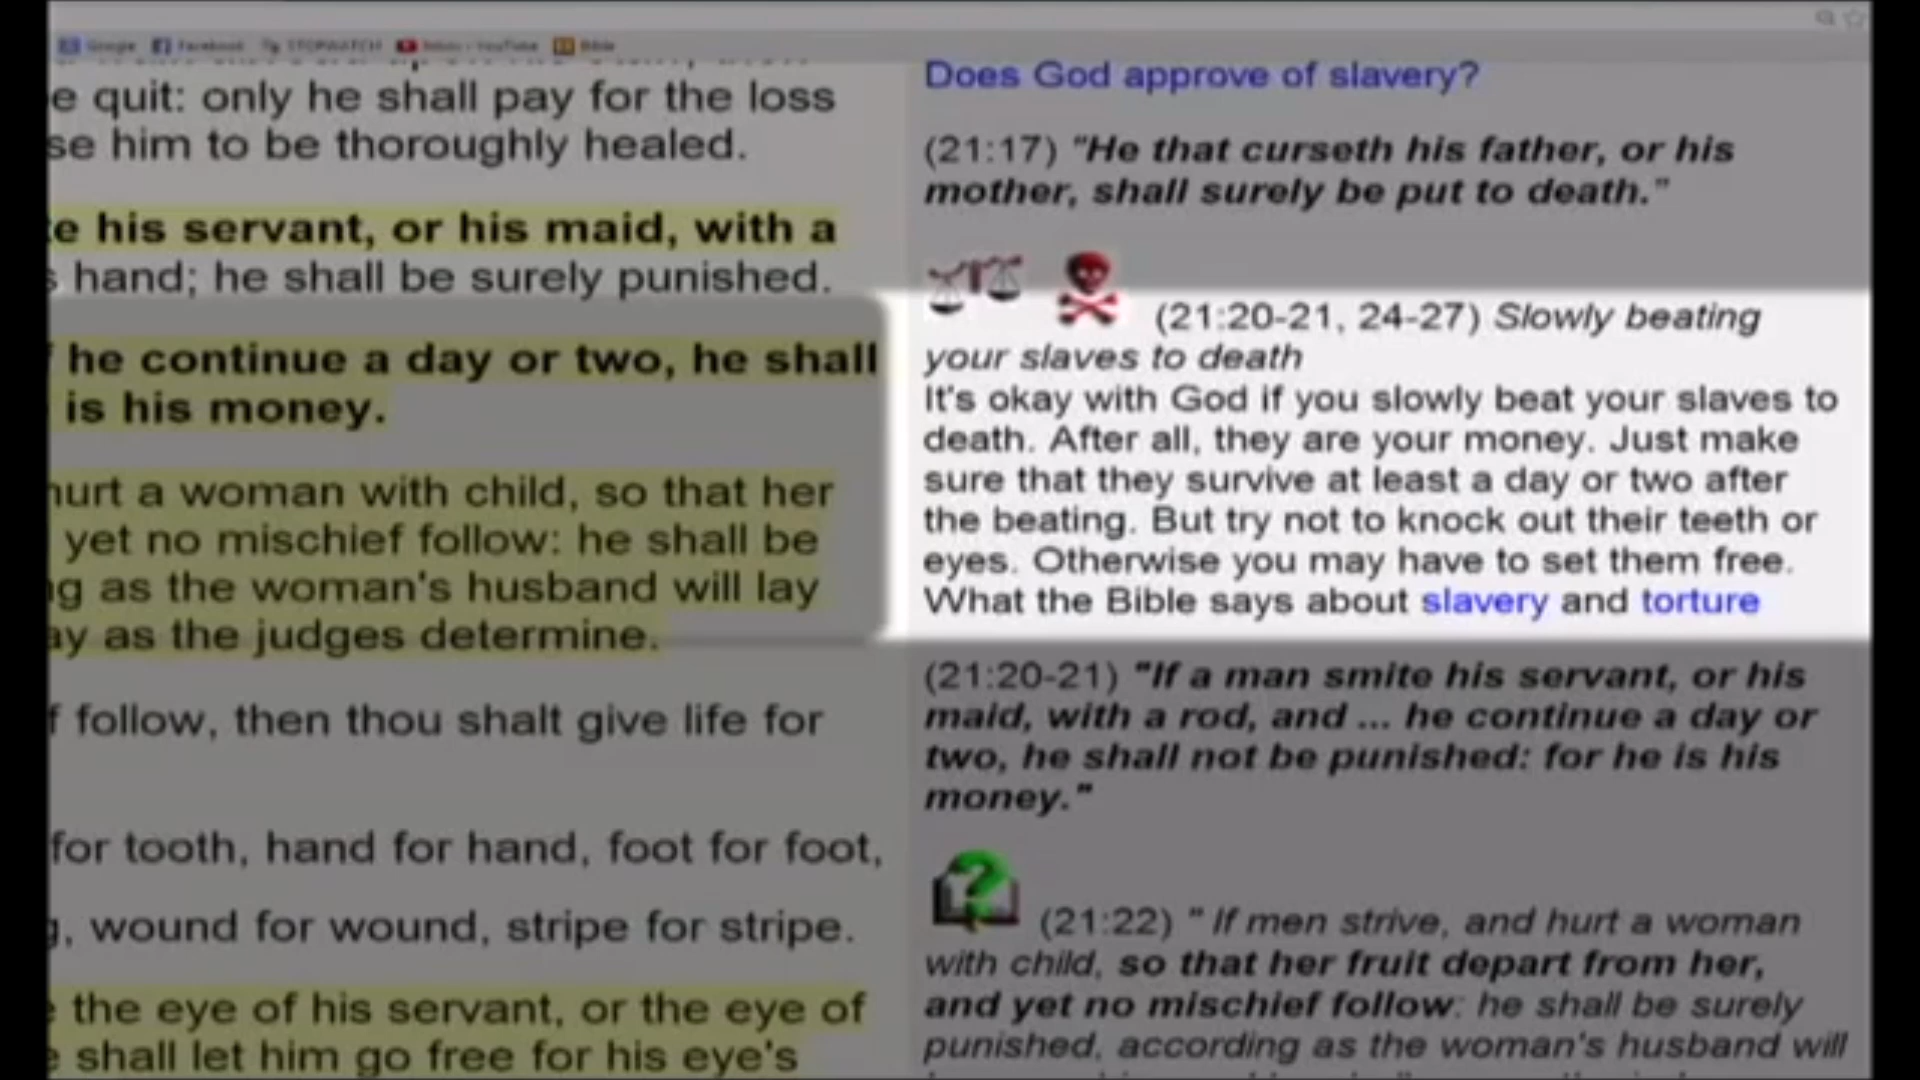 Google Facebook STOPWATCH Inbox - YouTube Bible
e quit: only he shall pay for the loss
se him to be thoroughly healed.
e his servant, or his maid, with a
s hand; he shall be surely punished.
f he continue a day or two, he shall
is his money.
hurt a woman with child, so that her
yet no mischief follow: he shall be
ng as the woman's husband will lay
ay as the judges determine.
f follow, then thou shalt give life for
for tooth, hand for hand, foot for foot,
g, wound for wound, stripe for stripe.
e the eye of his servant, or the eye of
e shall let him go free for his eye's
Does God approve of slavery?
(21:17) "He that curseth his father, or his
mother, shall surely be put to death."
(21:20-21, 24-27) Slowly beating
your slaves to death
It's okay with God if you slowly beat your slaves to
death. After all, they are your money. Just make
sure that they survive at least a day or two after
the beating. But try not to knock out their teeth or
eyes. Otherwise you may have to set them free.
What the Bible says about slavery and torture
(21:20-21) "If a man smite his servant, or his
maid, with a rod, and ... he continue a day or
two, he shall not be punished: for he is his
money."
(21:22) " If men strive, and hurt a woman
with child, so that her fruit depart from her,
and yet no mischief follow: he shall be surely
punished, according as the woman's husband will